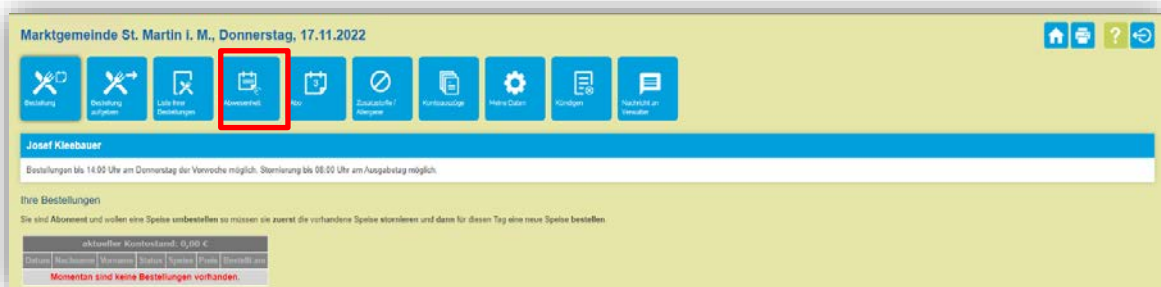 Marktgemeinde St. Martin i. M., Donnerstag, 17.11.2022
?
Bestellung
Bestellung aufgeben
Liste Ihrer Bestellungen
Abwesenheit
3
Abo
Zusatzstoffe / Allergene
Kontoauszüge
Meine Daten
Kündigen
Nachricht an Verwalter
Josef Kleebauer
Bestellungen bis 14:00 Uhr am Donnerstag der Vorwoche möglich, Stornierung bis 08:00 Uhr am Ausgabetag möglich.
Ihre Bestellungen
Sie sind Abonnent und wollen eine Speise umbestellen so müssen sie zuerst die vorhandene Speise stornieren und dann für diesen Tag eine neue Speise bestellen
aktueller Kontostand: 0,00 €
Datum Nachname Vorname Status Speise Preis Bestellt am
Momentan sind keine Bestellungen vorhanden.